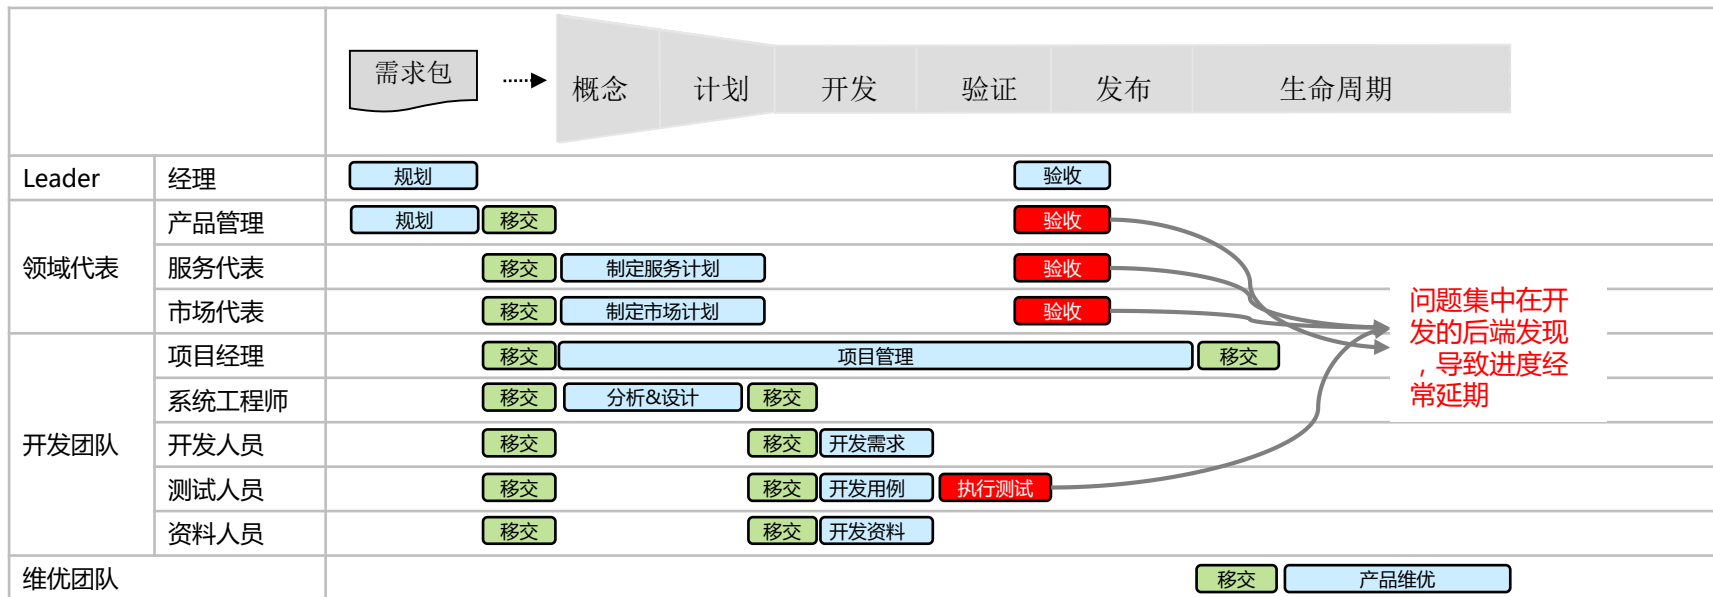 需求包
概念 计划 开发 验证 发布 生命周期
Leader 经理 规划 验收
领域代表
产品管理 规划 移交 验收
服务代表 移交 制定服务计划 验收
市场代表 移交 制定市场计划 验收
问题集中在开
发的后端发现
，导致进度经
常延期
开发团队
项目经理 移交 项目管理 移交
系统工程师 移交 分析&设计 移交
开发人员 移交 移交 开发需求
测试人员 移交 移交 开发用例 执行测试
资料人员 移交 移交 开发资料
维优团队 移交 产品维优